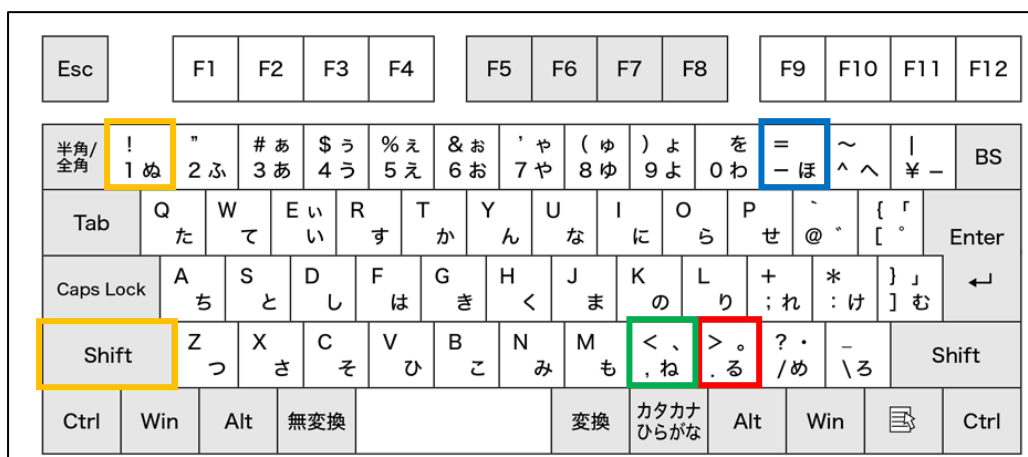 Esc F1 F2 F3 F4 F5 F6 F7 F8 F9 F10 F11 F12
半角/ ! " # ぁ $ ぅ % ぇ & ぉ ' ゃ ( ゅ ) ょ を = ~ | BS
全角 1 ぬ 2 ふ 3 あ 4 う 5 え 6 お 7 や 8 ゆ 9 よ 0 わ － ほ ^ へ ¥ －
Tab Q W E ぃ R T Y U I O P ` { 「 Enter
た て い す か ん な に ら せ @ ゛ [ ゜
Caps Lock A S D F G H J K L + * } 」 ↵
ち と し は き く ま の り ; れ : け ] む
Shift Z X C V B N M < 、 > 。 ? ・ _ Shift
つ さ そ ひ こ み も , ね . る / め \ ろ
Ctrl Win Alt 無変換 変換 カタカナ Alt Win Ctrl
ひらがな